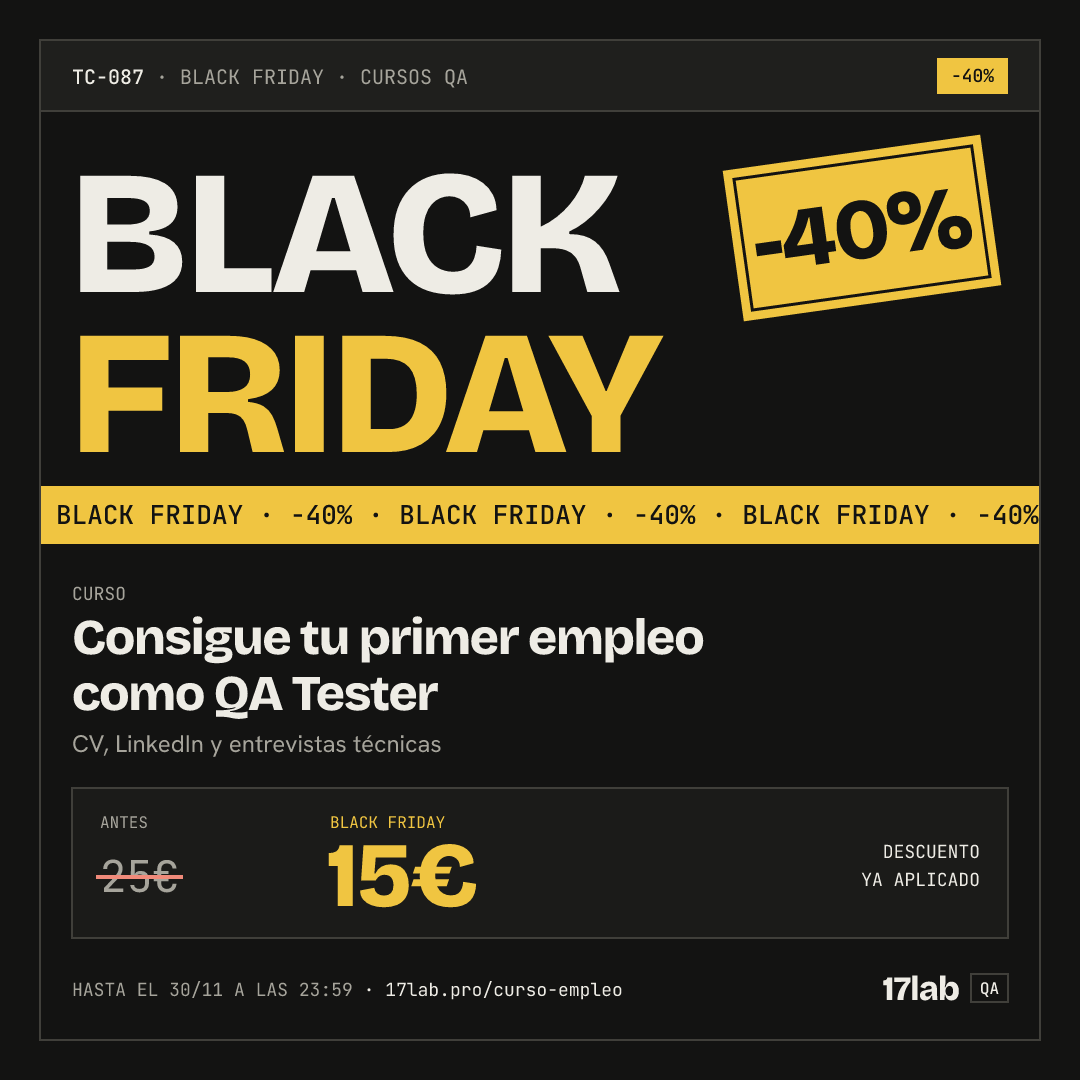 TC-087 · BLACK FRIDAY · CURSOS QA
-40%
BLACK
-40%
FRIDAY
BLACK FRIDAY · -40% · BLACK FRIDAY · -40% · BLACK FRIDAY · -40%
CURSO
Consigue tu primer empleo
como QA Tester
CV, LinkedIn y entrevistas técnicas
ANTES
25€
BLACK FRIDAY
15€
DESCUENTO
YA APLICADO
HASTA EL 30/11 A LAS 23:59 · 17lab.pro/curso-empleo
17lab QA